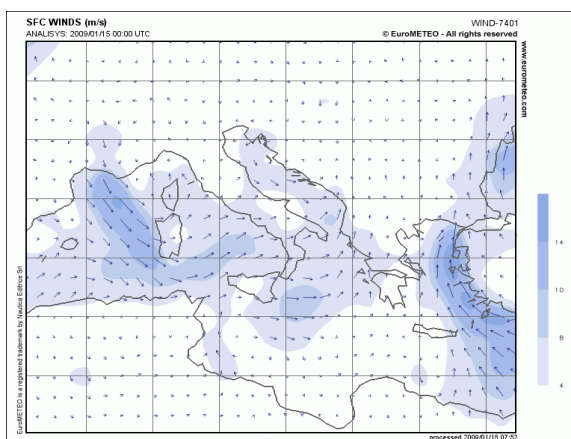 SFC WINDS (m/s)
WIND-7401
ANALISYS: 2009/01/15 00:00 UTC
© EuroMETEO - All rights reserved
www.eurometeo.com
EuroMETEO is a registered trademark by Nautica Editrice Srl
14
10
8
4
processed 2009/01/15 07:52